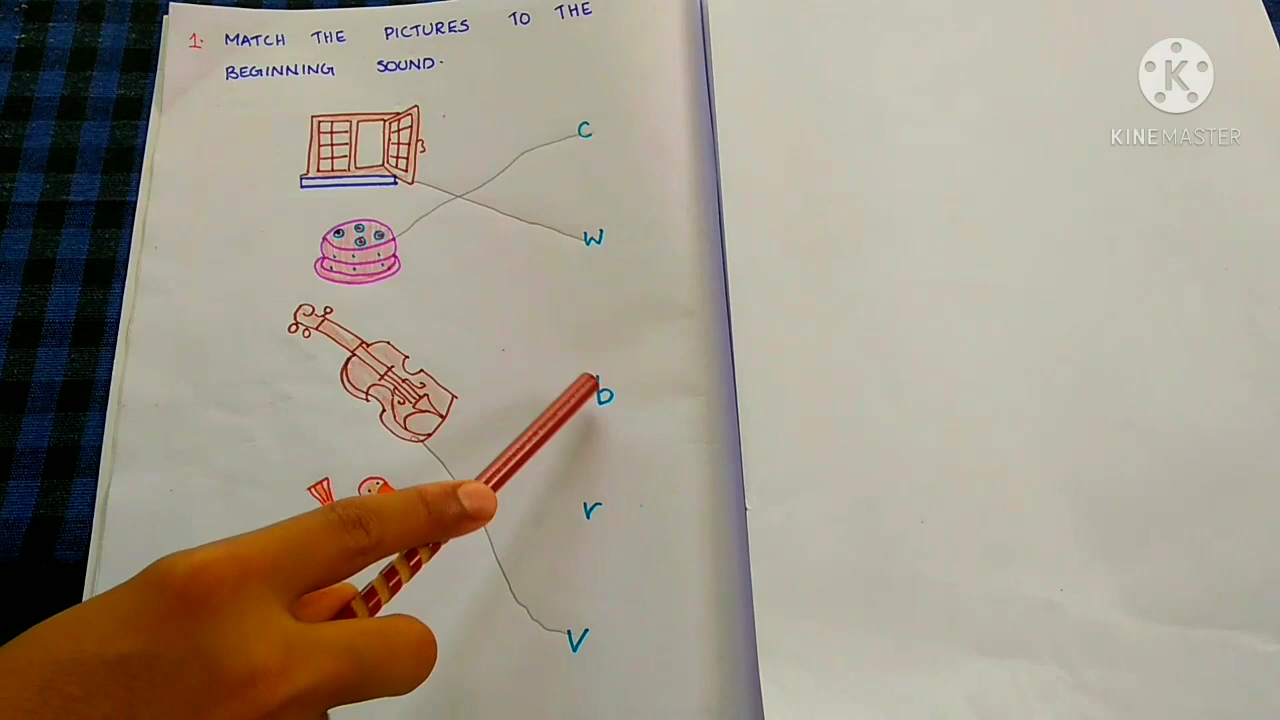 1. MATCH THE PICTURES TO THE
BEGINNING SOUND.
C
W
b
r
V
K
KINEMASTER